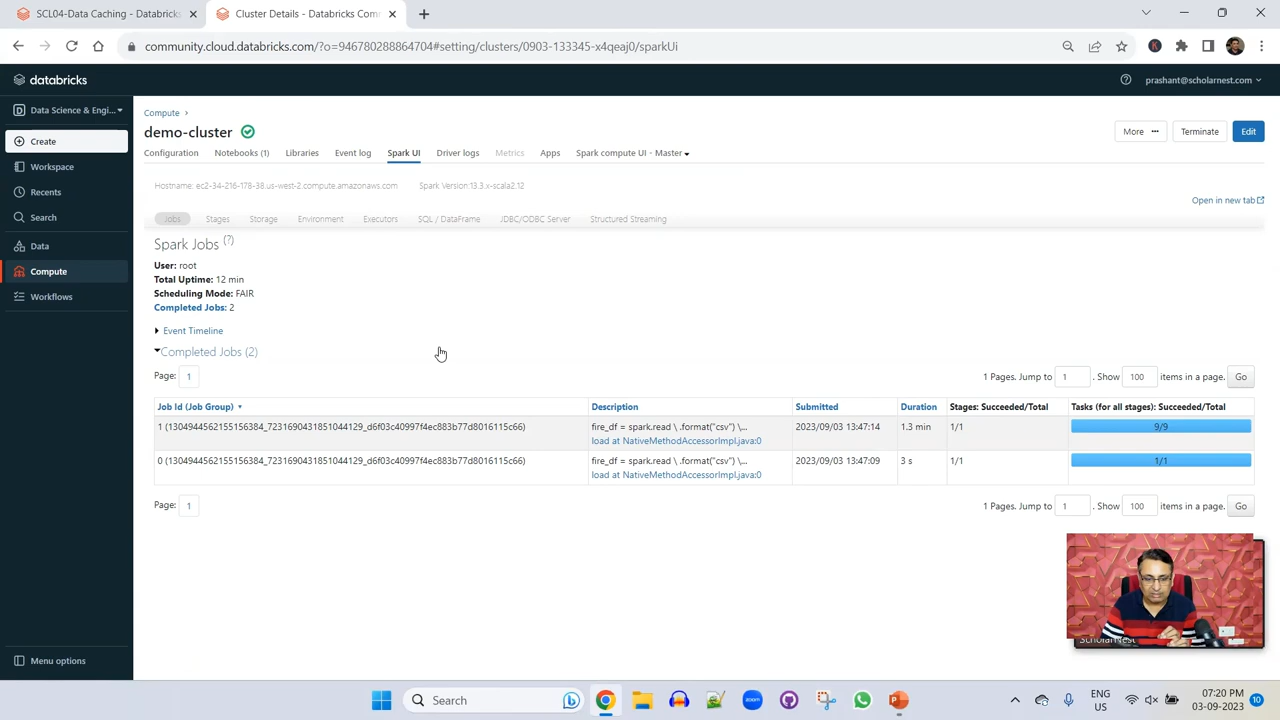 SCL04-Data Caching - Databricks
Cluster Details - Databricks Com
community.cloud.databricks.com/?o=946780288864704#setting/clusters/0903-133345-x4qeaj0/sparkUi
K
databricks
prashant@scholarnest.com
D Data Science & Engi...
Create
Workspace
Recents
Search
Data
Compute
Workflows
Menu options
Compute
demo-cluster
More
Terminate
Edit
Configuration
Notebooks (1)
Libraries
Event log
Spark UI
Driver logs
Metrics
Apps
Spark compute UI - Master
Hostname: ec2-34-216-178-38.us-west-2.compute.amazonaws.com
Spark Version: 13.3.x-scala2.12
Open in new tab
Jobs
Stages
Storage
Environment
Executors
SQL / DataFrame
JDBC/ODBC Server
Structured Streaming
Spark Jobs (?)
User: root
Total Uptime: 12 min
Scheduling Mode: FAIR
Completed Jobs: 2
Event Timeline
Completed Jobs (2)
Page: 1
1 Pages. Jump to 1 . Show 100 items in a page. Go
Job Id (Job Group)
Description
Submitted
Duration
Stages: Succeeded/Total
Tasks (for all stages): Succeeded/Total
1 (1304944562155156384_7231690431851044129_d6f03c40997f4ec883b77d8016115c66)
fire_df = spark.read \ .format("csv") \...
load at NativeMethodAccessorImpl.java:0
2023/09/03 13:47:14
1.3 min
1/1
9/9
0 (1304944562155156384_7231690431851044129_d6f03c40997f4ec883b77d8016115c66)
fire_df = spark.read \ .format("csv") \...
load at NativeMethodAccessorImpl.java:0
2023/09/03 13:47:09
3 s
1/1
1/1
Page: 1
1 Pages. Jump to 1 . Show 100 items in a page. Go
ScholarNest
Search
zoom
ENG
US
07:20 PM
03-09-2023
10